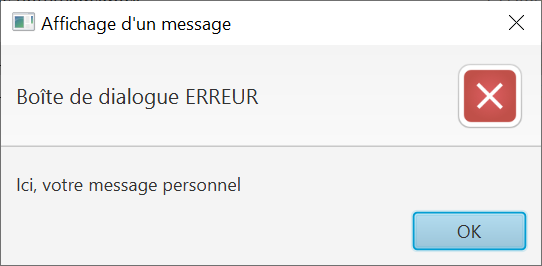 Affichage d'un message
Boîte de dialogue ERREUR
Ici, votre message personnel
OK